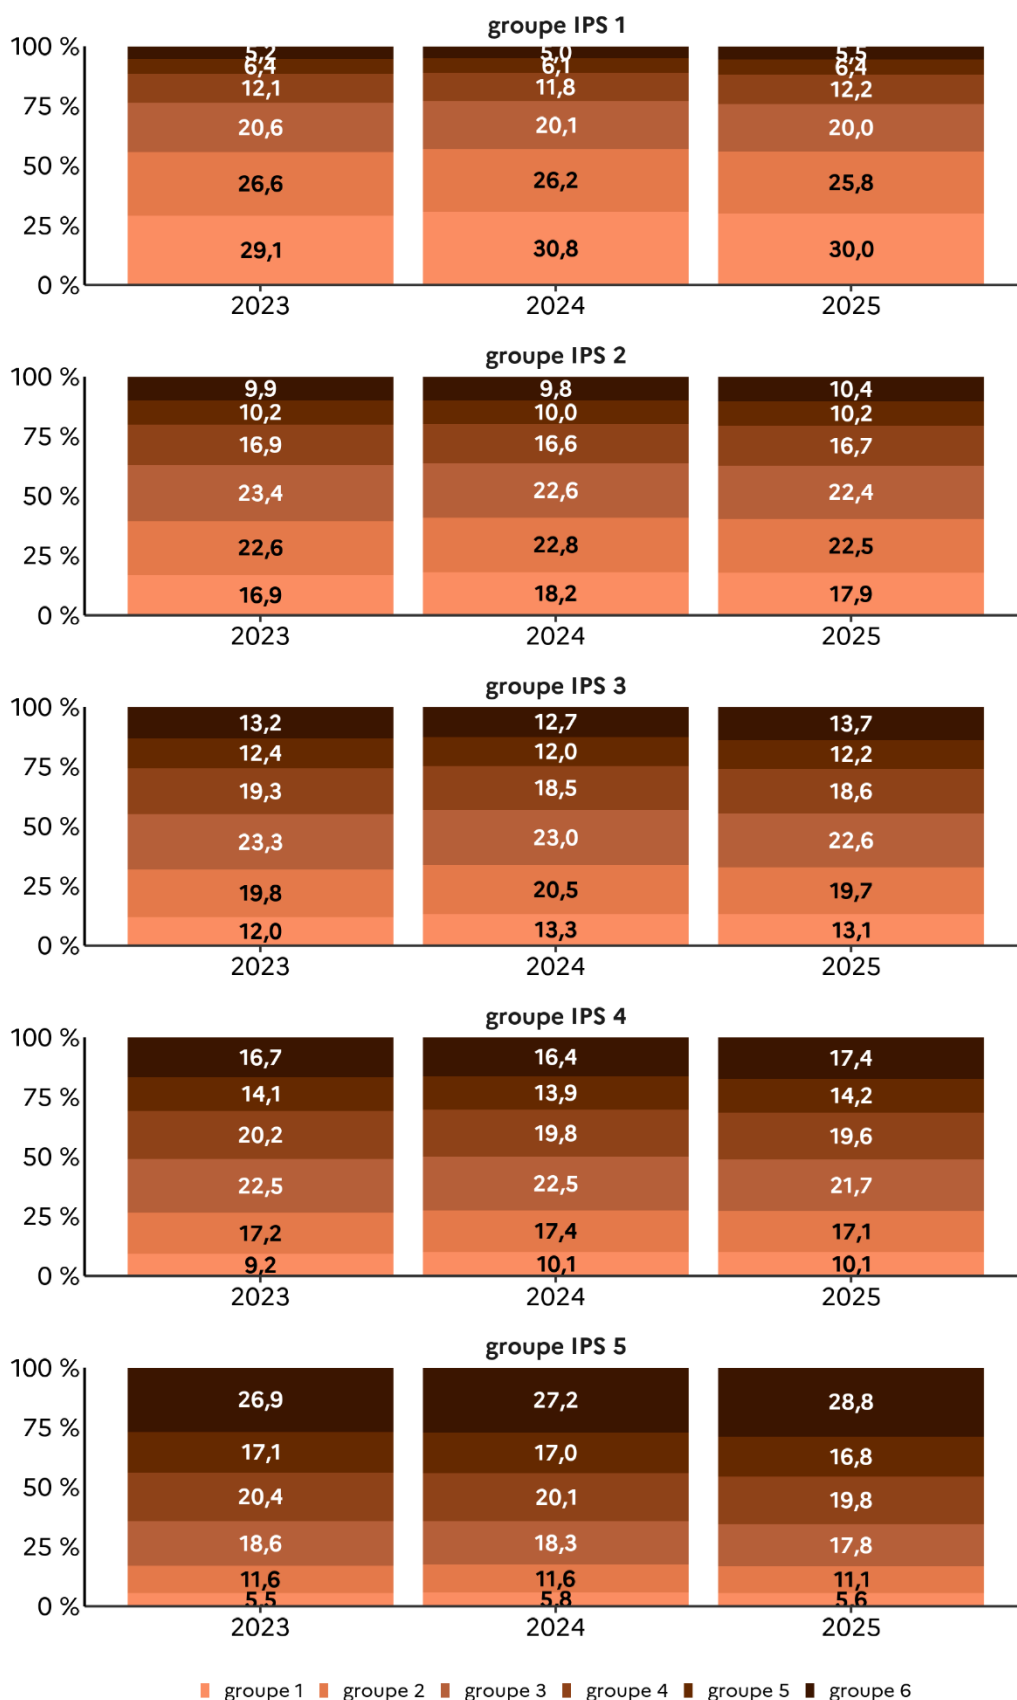 groupe IPS 1
100 %
5,2 5,0 5,5
6,4 6,1 6,4
12,1 11,8 12,2
75 %
20,6 20,1 20,0
50 %
26,6 26,2 25,8
25 %
29,1 30,8 30,0
0 %
2023 2024 2025
groupe IPS 2
100 %
9,9 9,8 10,4
10,2 10,0 10,2
75 %
16,9 16,6 16,7
50 %
23,4 22,6 22,4
22,6 22,8 22,5
25 %
16,9 18,2 17,9
0 %
2023 2024 2025
groupe IPS 3
100 %
13,2 12,7 13,7
12,4 12,0 12,2
75 %
19,3 18,5 18,6
50 %
23,3 23,0 22,6
25 %
19,8 20,5 19,7
12,0 13,3 13,1
0 %
2023 2024 2025
groupe IPS 4
100 %
16,7 16,4 17,4
75 %
14,1 13,9 14,2
20,2 19,8 19,6
50 %
22,5 22,5 21,7
25 %
17,2 17,4 17,1
9,2 10,1 10,1
0 %
2023 2024 2025
groupe IPS 5
100 %
26,9 27,2 28,8
75 %
17,1 17,0 16,8
50 %
20,4 20,1 19,8
18,6 18,3 17,8
25 %
11,6 11,6 11,1
5,5 5,8 5,6
0 %
2023 2024 2025
groupe 1 groupe 2 groupe 3 groupe 4 groupe 5 groupe 6